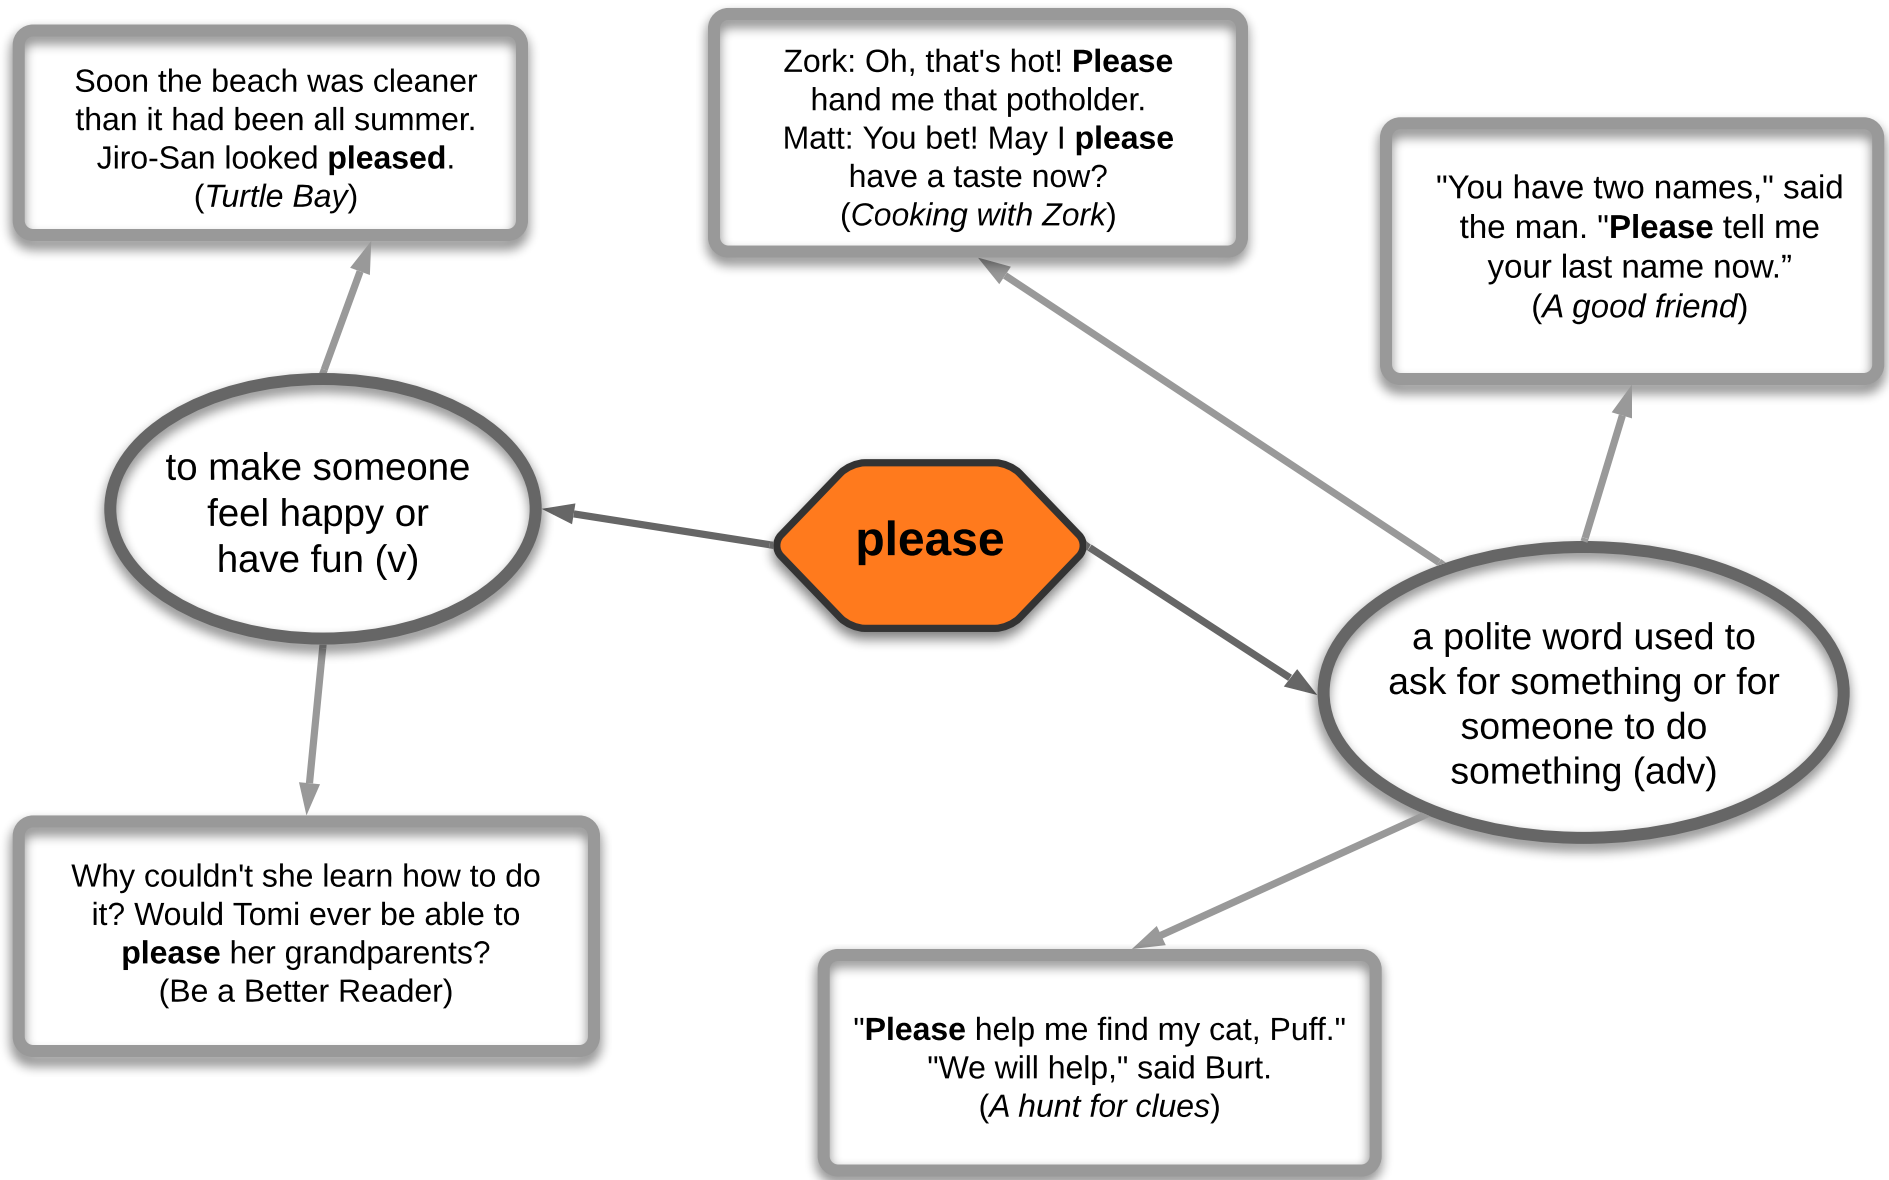 Soon the beach was cleaner
than it had been all summer.
Jiro-San looked pleased.
(Turtle Bay)
Zork: Oh, that's hot! Please
hand me that potholder.
Matt: You bet! May I please
have a taste now?
(Cooking with Zork)
"You have two names," said
the man. "Please tell me
your last name now.”
(A good friend)
to make someone
feel happy or
have fun (v)
please
a polite word used to
ask for something or for
someone to do
something (adv)
Why couldn't she learn how to do
it? Would Tomi ever be able to
please her grandparents?
(Be a Better Reader)
"Please help me find my cat, Puff."
"We will help," said Burt.
(A hunt for clues)